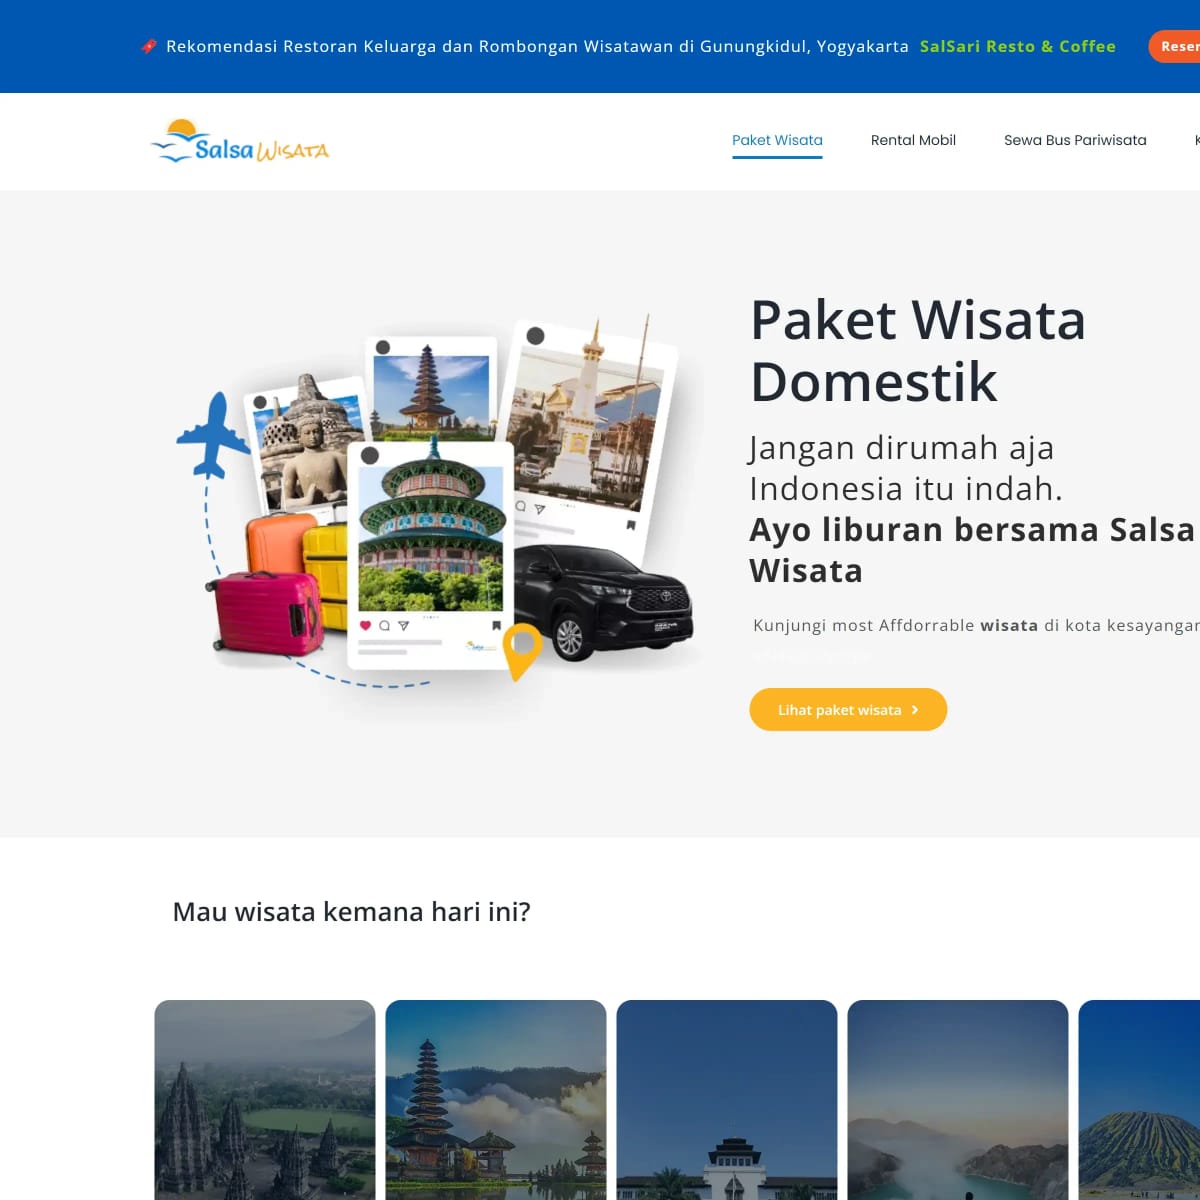 Rekomendasi Restoran Keluarga dan Rombongan Wisatawan di Gunungkidul, Yogyakarta SalSari Resto & Coffee
Salsa WISATA
Paket Wisata
Rental Mobil
Sewa Bus Pariwisata
Paket Wisata
Domestik
Jangan dirumah aja
Indonesia itu indah.
Ayo liburan bersama Salsa
Wisata
Kunjungi most Affdorrable wisata di kota kesayangan
Lihat paket wisata
Mau wisata kemana hari ini?